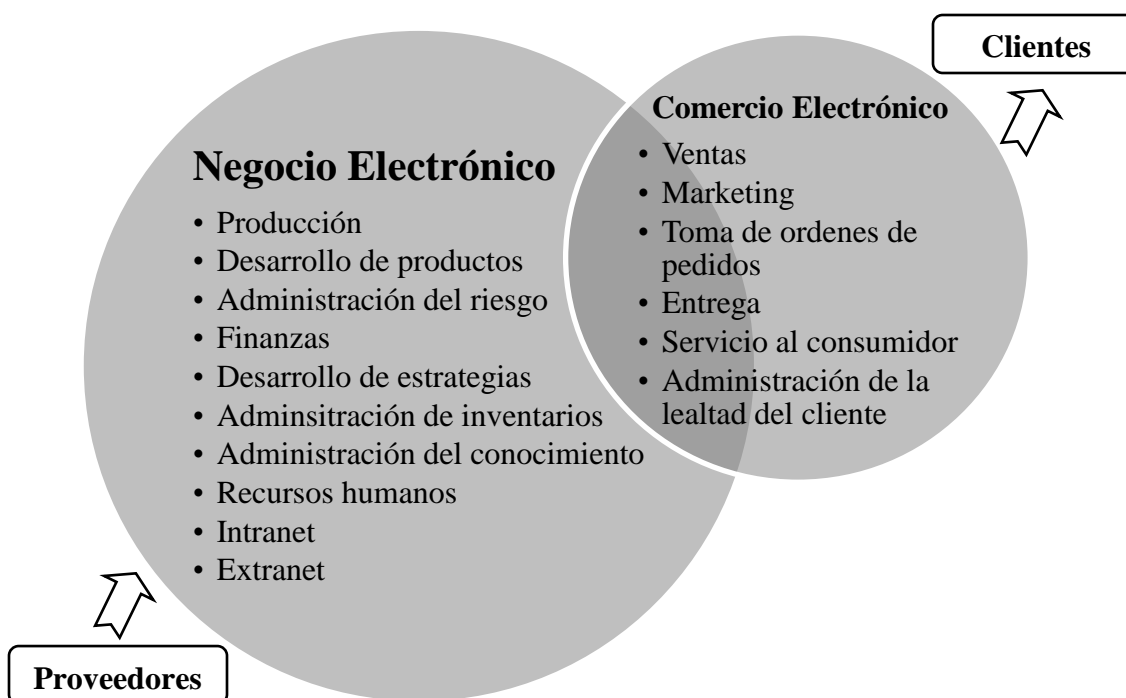 Clientes
Comercio Electrónico
• Ventas
• Marketing
• Toma de ordenes de
pedidos
• Entrega
• Servicio al consumidor
• Administración de la
lealtad del cliente
Negocio Electrónico
• Producción
• Desarrollo de productos
• Administración del riesgo
• Finanzas
• Desarrollo de estrategias
• Adminsitración de inventarios
• Administración del conocimiento
• Recursos humanos
• Intranet
• Extranet
Proveedores